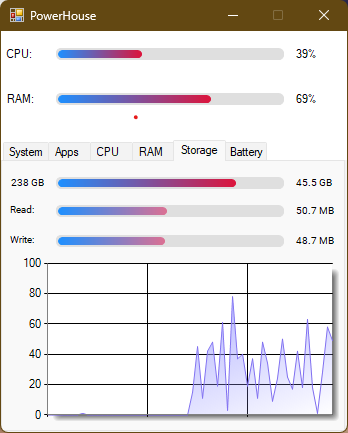 PowerHouse
CPU: 39%
RAM: 69%
System Apps CPU RAM Storage Battery
238 GB 45.5 GB
Read: 50.7 MB
Write: 48.7 MB
100
80
60
40
20
0